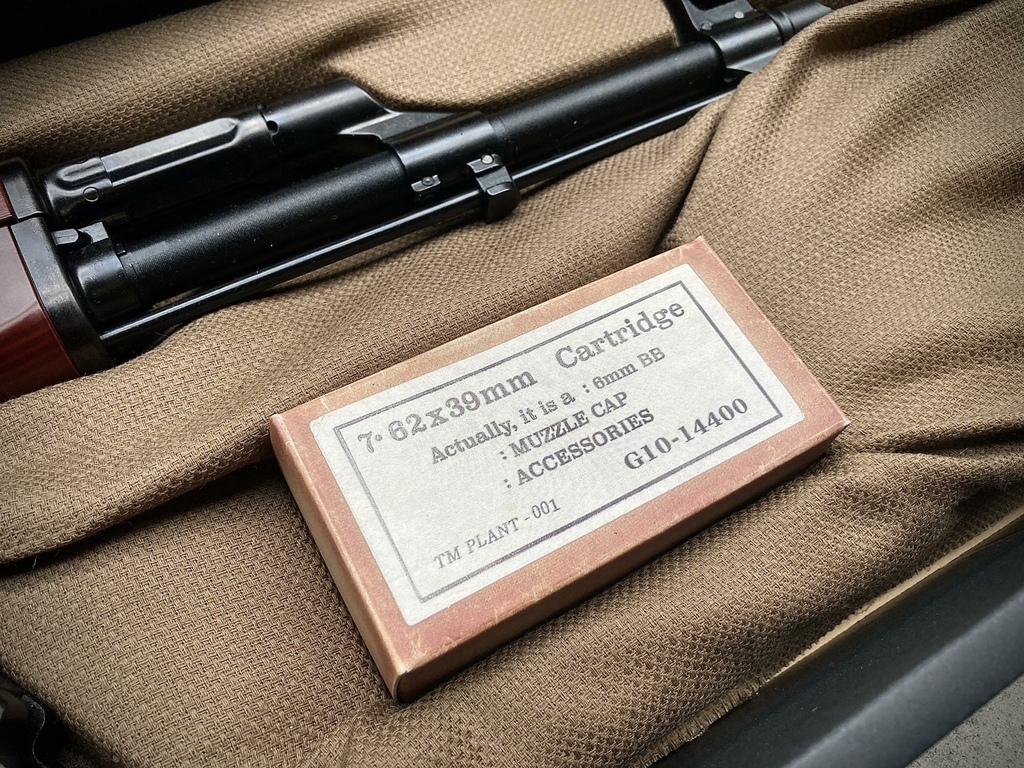 7.62x39mm Cartridge
Actually, it is a : 6mm BB
: MUZZLE CAP
: ACCESSORIES
G10-14400
TM PLANT - 001